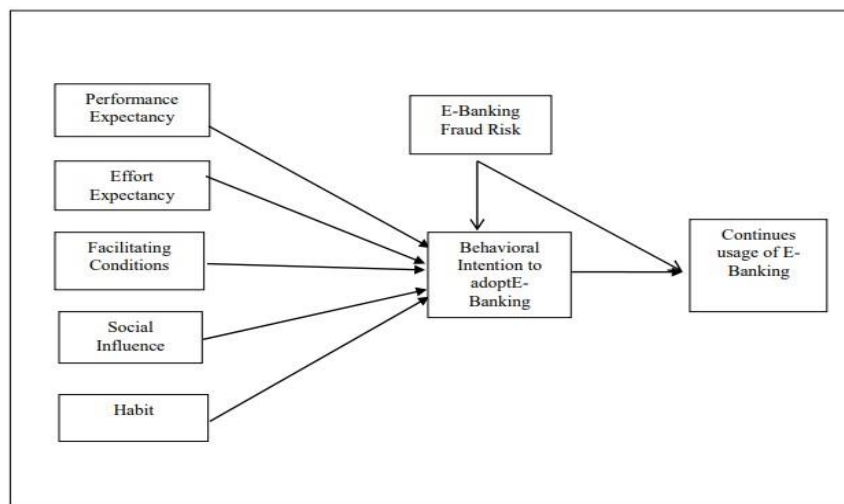 Performance
Expectancy
Effort
Expectancy
Facilitating
Conditions
Social
Influence
Habit
E-Banking
Fraud Risk
Behavioral
Intention to
adoptE-
Banking
Continues
usage of E-
Banking